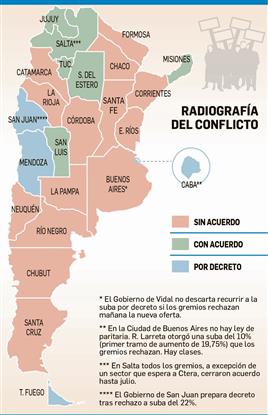 JUJUY
SALTA***
FORMOSA
TUC.
CHACO
MISIONES
CATAMARCA
S. DEL
ESTERO
LA
RIOJA
SANTA
FE
CORRIENTES
RADIOGRAFÍA
DEL CONFLICTO
SAN JUAN****
CÓRDOBA
E. RÍOS
MENDOZA
SAN
LUIS
BUENOS
AIRES*
CABA**
LA PAMPA
NEUQUÉN
RÍO NEGRO
SIN ACUERDO
CON ACUERDO
POR DECRETO
CHUBUT
SANTA
CRUZ
T. FUEGO
* El Gobierno de Vidal no descarta recurrir a la
suba por decreto si los gremios rechazan
mañana la nueva oferta.
** En la Ciudad de Buenos Aires no hay ley de
paritaria. R. Larreta otorgó una suba del 10%
(primer tramo de aumento de 19,75%) que los
gremios rechazan. Hay clases.
*** En Salta todos los gremios, a excepción de
un sector que espera a Ctera, cerraron acuerdo
hasta julio.
**** El Gobierno de San Juan prepara decreto
tras rechazo a suba del 22%.